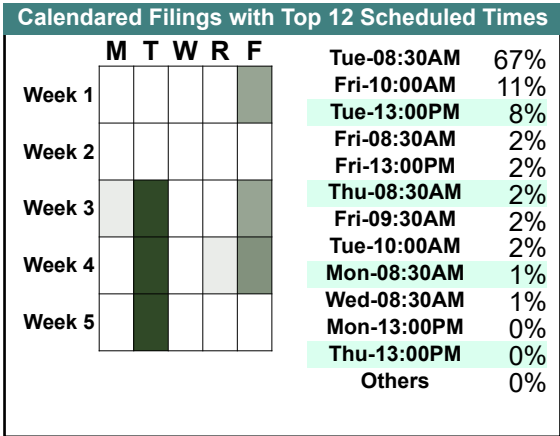 Calendared Filings with Top 12 Scheduled Times
M T W R F
Week 1
Week 2
Week 3
Week 4
Week 5
Tue-08:30AM 67%
Fri-10:00AM 11%
Tue-13:00PM 8%
Fri-08:30AM 2%
Fri-13:00PM 2%
Thu-08:30AM 2%
Fri-09:30AM 2%
Tue-10:00AM 2%
Mon-08:30AM 1%
Wed-08:30AM 1%
Mon-13:00PM 0%
Thu-13:00PM 0%
Others 0%